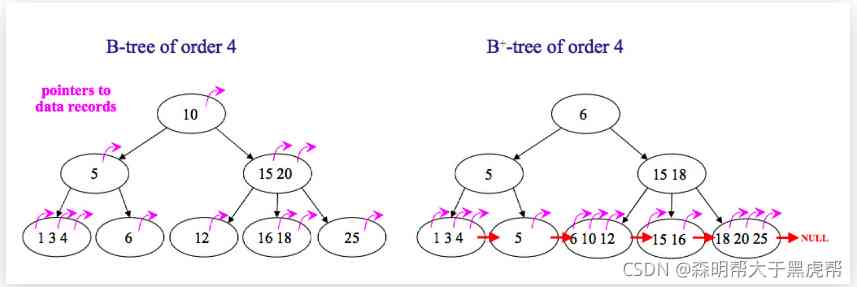 B-tree of order 4
B+-tree of order 4
pointers to
data records
10
6
5
15 20
5
15 18
1 3 4
6
12
16 18
25
1 3 4
5
6 10 12
15 16
18 20 25
NULL
CSDN @森明帮大于黑虎帮